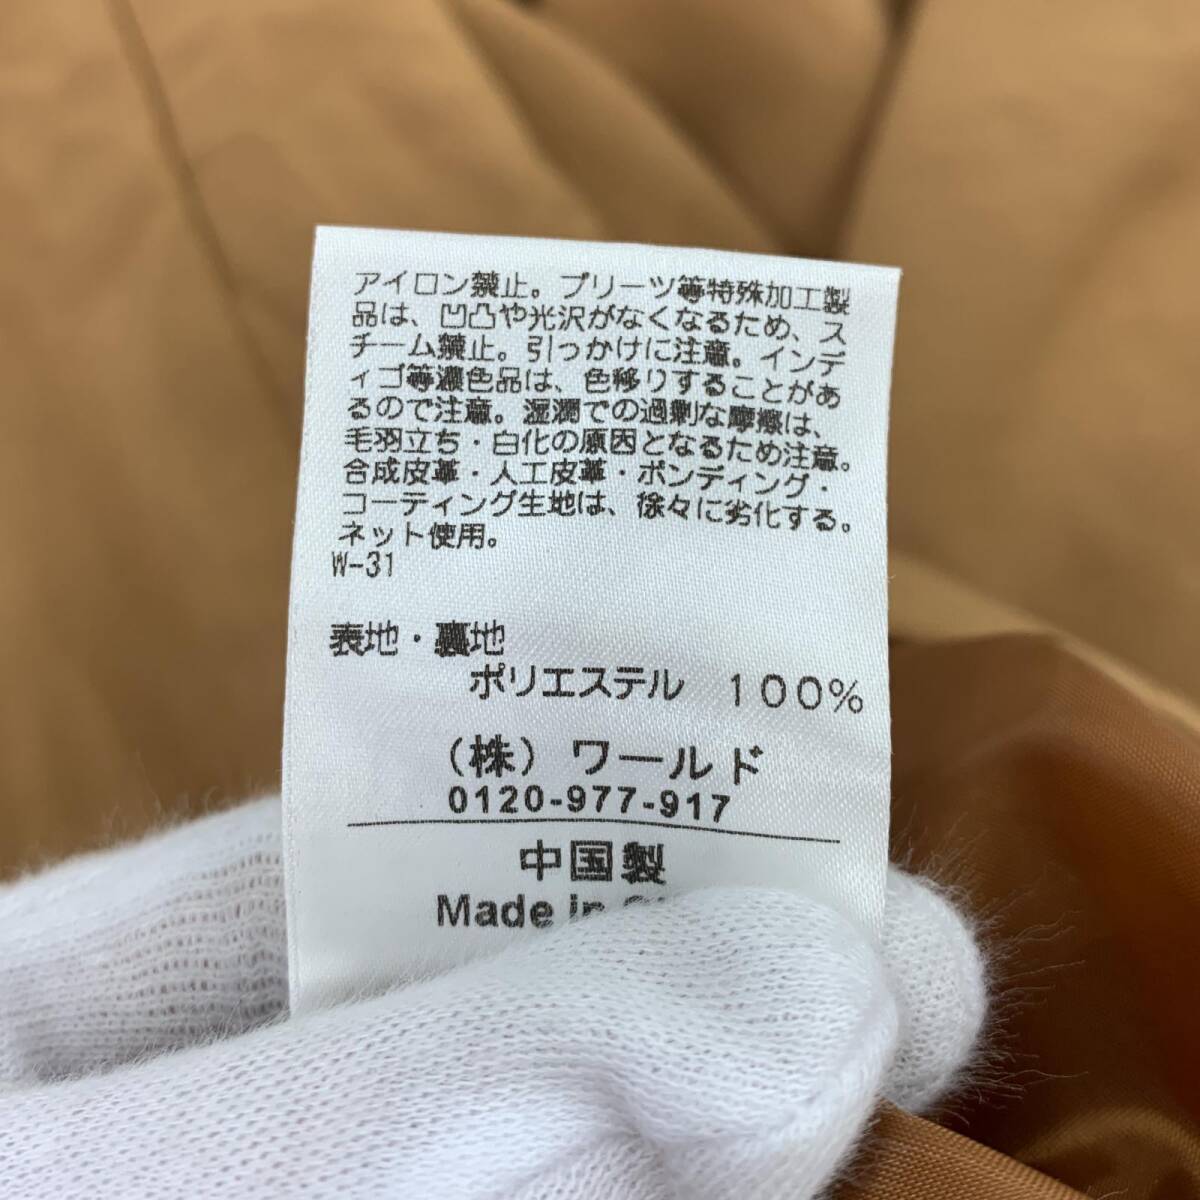 アイロン禁止。プリーツ等特殊加工製
品は、凹凸や光沢がなくなるため、ス
チーム禁止。引っかけに注意。インデ
ィゴ等濃色品は、色移りすることがあ
るので注意。湿潤での過剰な摩擦は、
毛羽立ち・白化の原因となるため注意。
合成皮革・人工皮革・ボンディング・
コーティング生地は、徐々に劣化する。
ネット使用。
W-31
表地・裏地
ポリエステル 100%
(株)ワールド
0120-977-917
中国製
Made in